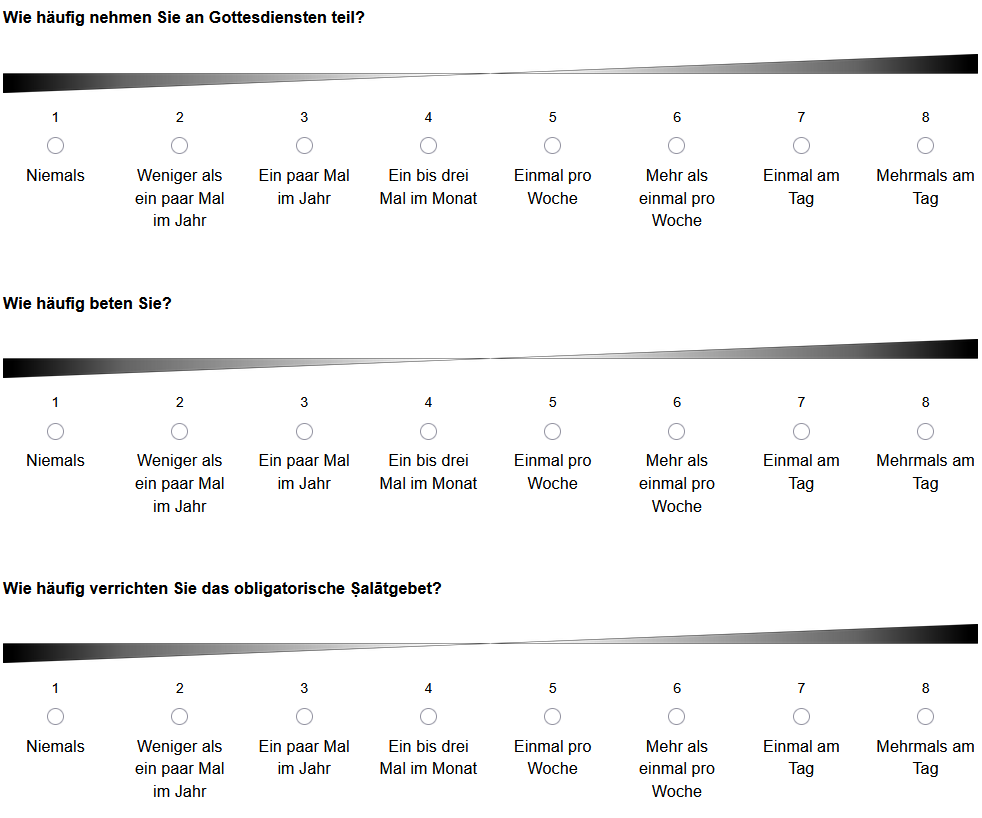 Wie häufig nehmen Sie an Gottesdiensten teil?
1 2 3 4 5 6 7 8
Niemals Weniger als Ein paar Mal Ein bis drei Einmal pro Mehr als Einmal am Mehrmals am
ein paar Mal im Jahr Mal im Monat Woche einmal pro Tag Tag
im Jahr Woche
Wie häufig beten Sie?
1 2 3 4 5 6 7 8
Niemals Weniger als Ein paar Mal Ein bis drei Einmal pro Mehr als Einmal am Mehrmals am
ein paar Mal im Jahr Mal im Monat Woche einmal pro Tag Tag
im Jahr Woche
Wie häufig verrichten Sie das obligatorische Ṣalātgebet?
1 2 3 4 5 6 7 8
Niemals Weniger als Ein paar Mal Ein bis drei Einmal pro Mehr als Einmal am Mehrmals am
ein paar Mal im Jahr Mal im Monat Woche einmal pro Tag Tag
im Jahr Woche